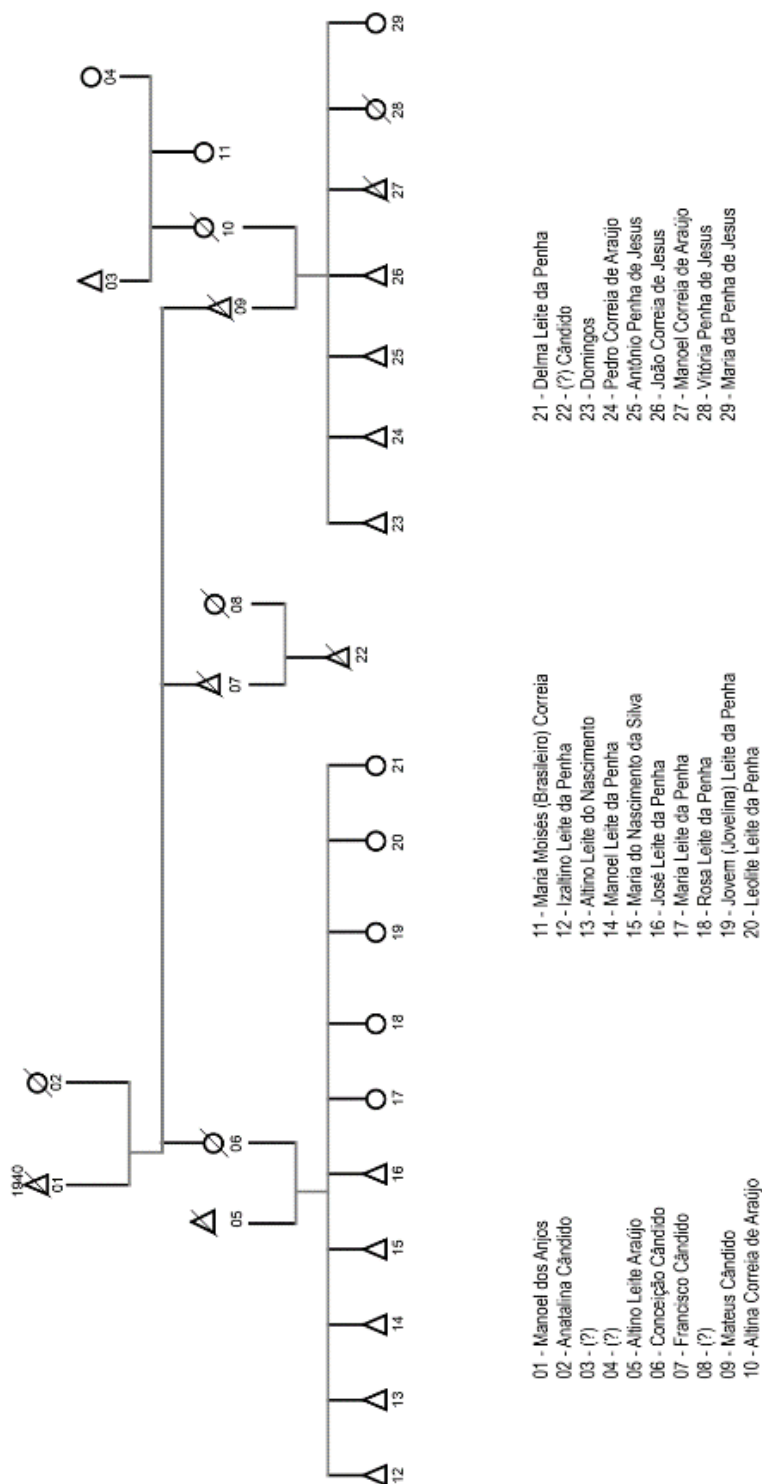 1940
01
02
03
04
05
06
07
08
09
10
11
12
13
14
15
16
17
18
19
20
21
22
23
24
25
26
27
28
29
01 - Manoel dos Anjos
02 - Anatalina Cândido
03 - (?)
04 - (?)
05 - Altino Leite Araújo
06 - Conceição Cândido
07 - Francisco Cândido
08 - (?)
09 - Mateus Cândido
10 - Altina Correia de Araújo
11 - Maria Moisés (Brasileiro) Correia
12 - Izaltino Leite da Penha
13 - Altino Leite do Nascimento
14 - Manoel Leite da Penha
15 - Maria do Nascimento da Silva
16 - José Leite da Penha
17 - Maria Leite da Penha
18 - Rosa Leite da Penha
19 - Jovem (Jovelina) Leite da Penha
20 - Leolite Leite da Penha
21 - Delma Leite da Penha
22 - (?) Cândido
23 - Domingos
24 - Pedro Correia de Araújo
25 - Antônio Penha de Jesus
26 - João Correia de Jesus
27 - Manoel Correia de Araújo
28 - Vitória Penha de Jesus
29 - Maria da Penha de Jesus